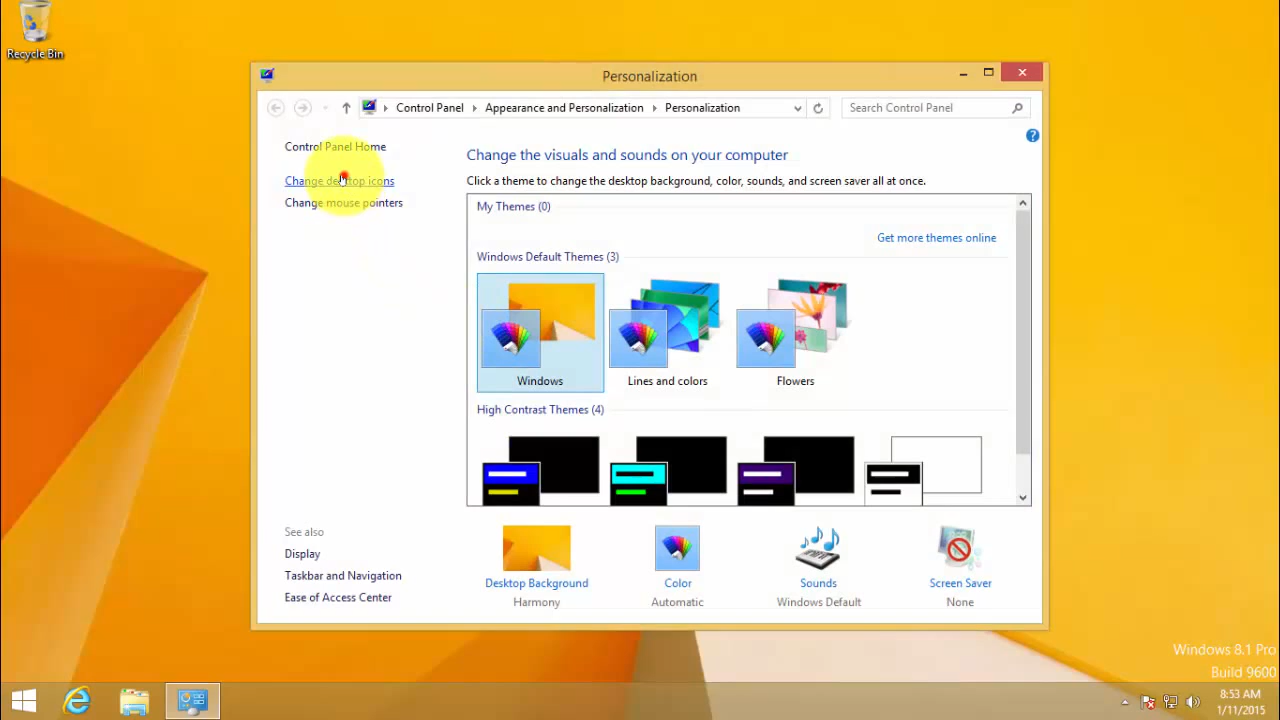 Recycle Bin
Personalization
Control Panel
Appearance and Personalization
Personalization
Search Control Panel
Control Panel Home
Change desktop icons
Change mouse pointers
Change the visuals and sounds on your computer
Click a theme to change the desktop background, color, sounds, and screen saver all at once.
My Themes (0)
Get more themes online
Windows Default Themes (3)
Windows
Lines and colors
Flowers
High Contrast Themes (4)
See also
Display
Taskbar and Navigation
Ease of Access Center
Desktop Background
Harmony
Color
Automatic
Sounds
Windows Default
Screen Saver
None
Windows 8.1 Pro
Build 9600
8:53 AM
1/11/2015